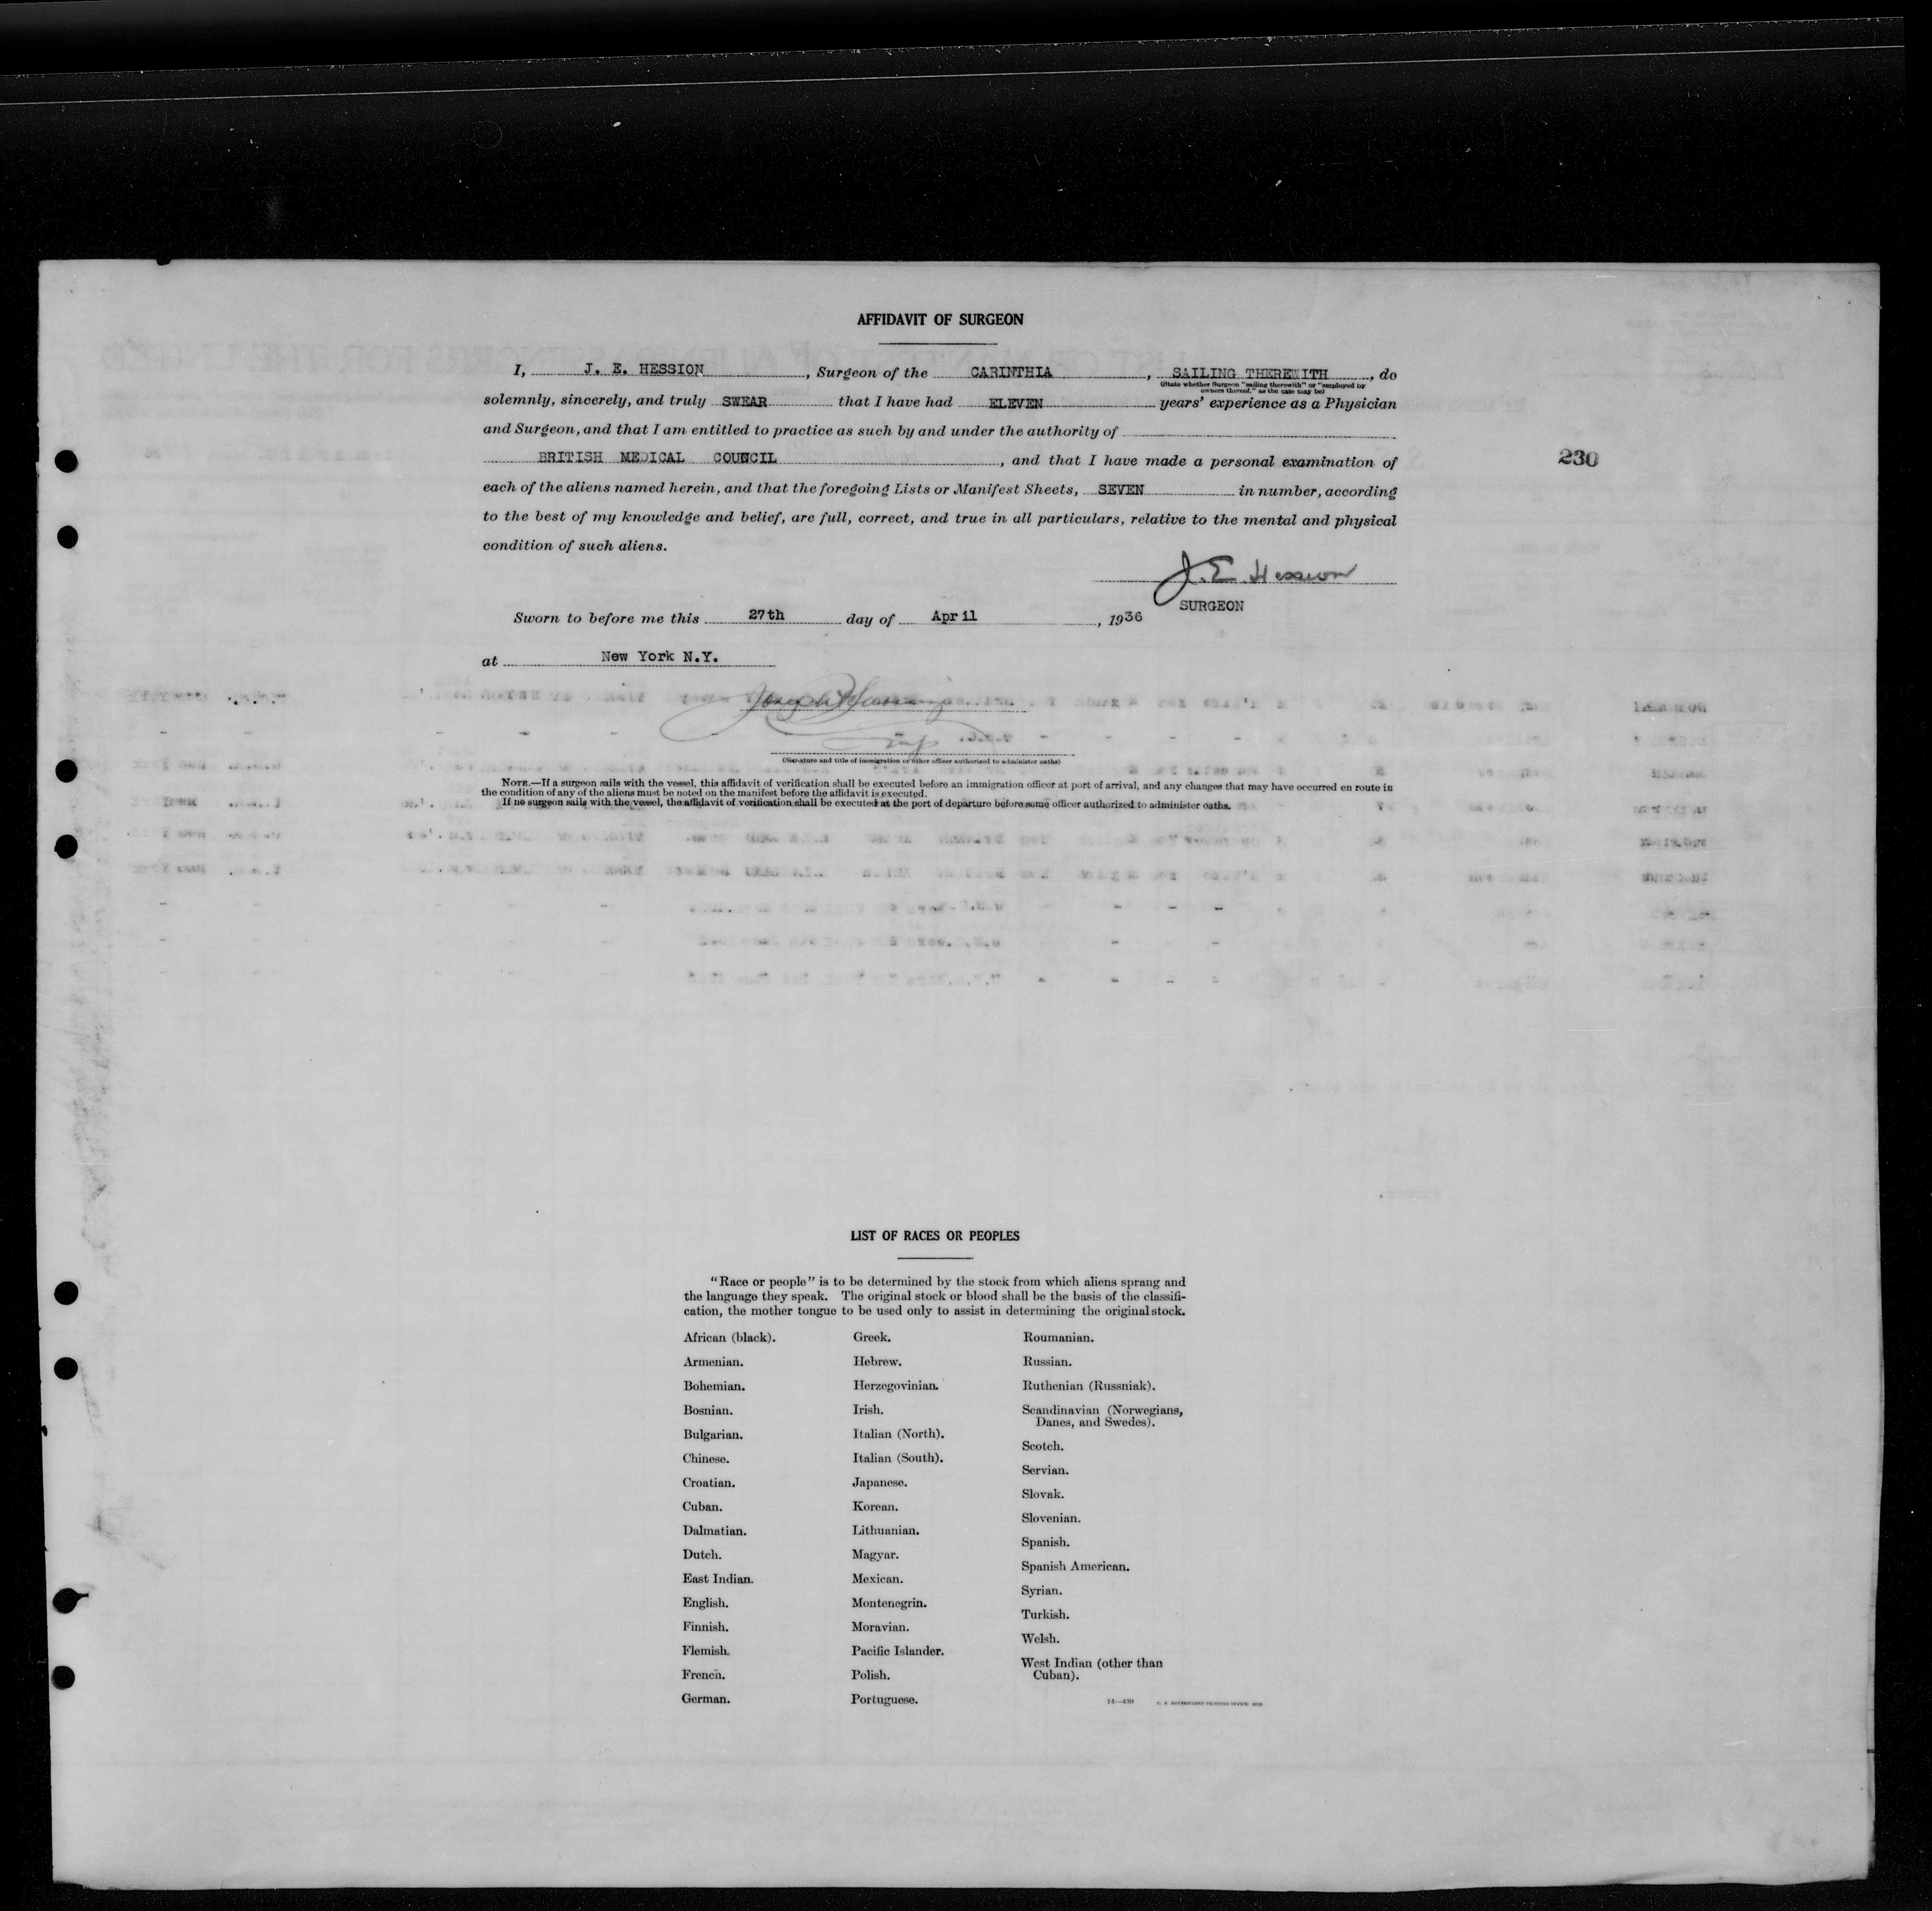 AFFIDAVIT OF SURGEON
I, J. E. HESSION, Surgeon of the CARINTHIA, SAILING THEREWITH, do
(State whether Surgeon "sailing therewith" or "employed by
owners thereof," as the case may be)
solemnly, sincerely, and truly SWEAR that I have had ELEVEN years' experience as a Physician
and Surgeon, and that I am entitled to practice as such by and under the authority of
BRITISH MEDICAL COUNCIL, and that I have made a personal examination of
230
each of the aliens named herein, and that the foregoing Lists or Manifest Sheets, SEVEN in number, according
to the best of my knowledge and belief, are full, correct, and true in all particulars, relative to the mental and physical
condition of such aliens.
J. E. Hession
SURGEON
Sworn to before me this 27th day of April, 1936
at New York N.Y.
(Signature and title of immigration or other officer authorized to administer oaths)
NOTE.—If a surgeon sails with the vessel, this affidavit of verification shall be executed before an immigration officer at port of arrival, and any changes that may have occurred en route in
the condition of any of the aliens must be noted on the manifest before the affidavit is executed.
If no surgeon sails with the vessel, the affidavit of verification shall be executed at the port of departure before some officer authorized to administer oaths.
LIST OF RACES OR PEOPLES
"Race or people" is to be determined by the stock from which aliens sprang and
the language they speak. The original stock or blood shall be the basis of the classifi-
cation, the mother tongue to be used only to assist in determining the original stock.
African (black).
Armenian.
Bohemian.
Bosnian.
Bulgarian.
Chinese.
Croatian.
Cuban.
Dalmatian.
Dutch.
East Indian.
English.
Finnish.
Flemish.
French.
German.
Greek.
Hebrew.
Herzegovinian.
Irish.
Italian (North).
Italian (South).
Japanese.
Korean.
Lithuanian.
Magyar.
Mexican.
Montenegrin.
Moravian.
Pacific Islander.
Polish.
Portuguese.
Roumanian.
Russian.
Ruthenian (Russniak).
Scandinavian (Norwegians,
Danes, and Swedes).
Scotch.
Servian.
Slovak.
Slovenian.
Spanish.
Spanish American.
Syrian.
Turkish.
Welsh.
West Indian (other than
Cuban).
14—430 U. S. GOVERNMENT PRINTING OFFICE